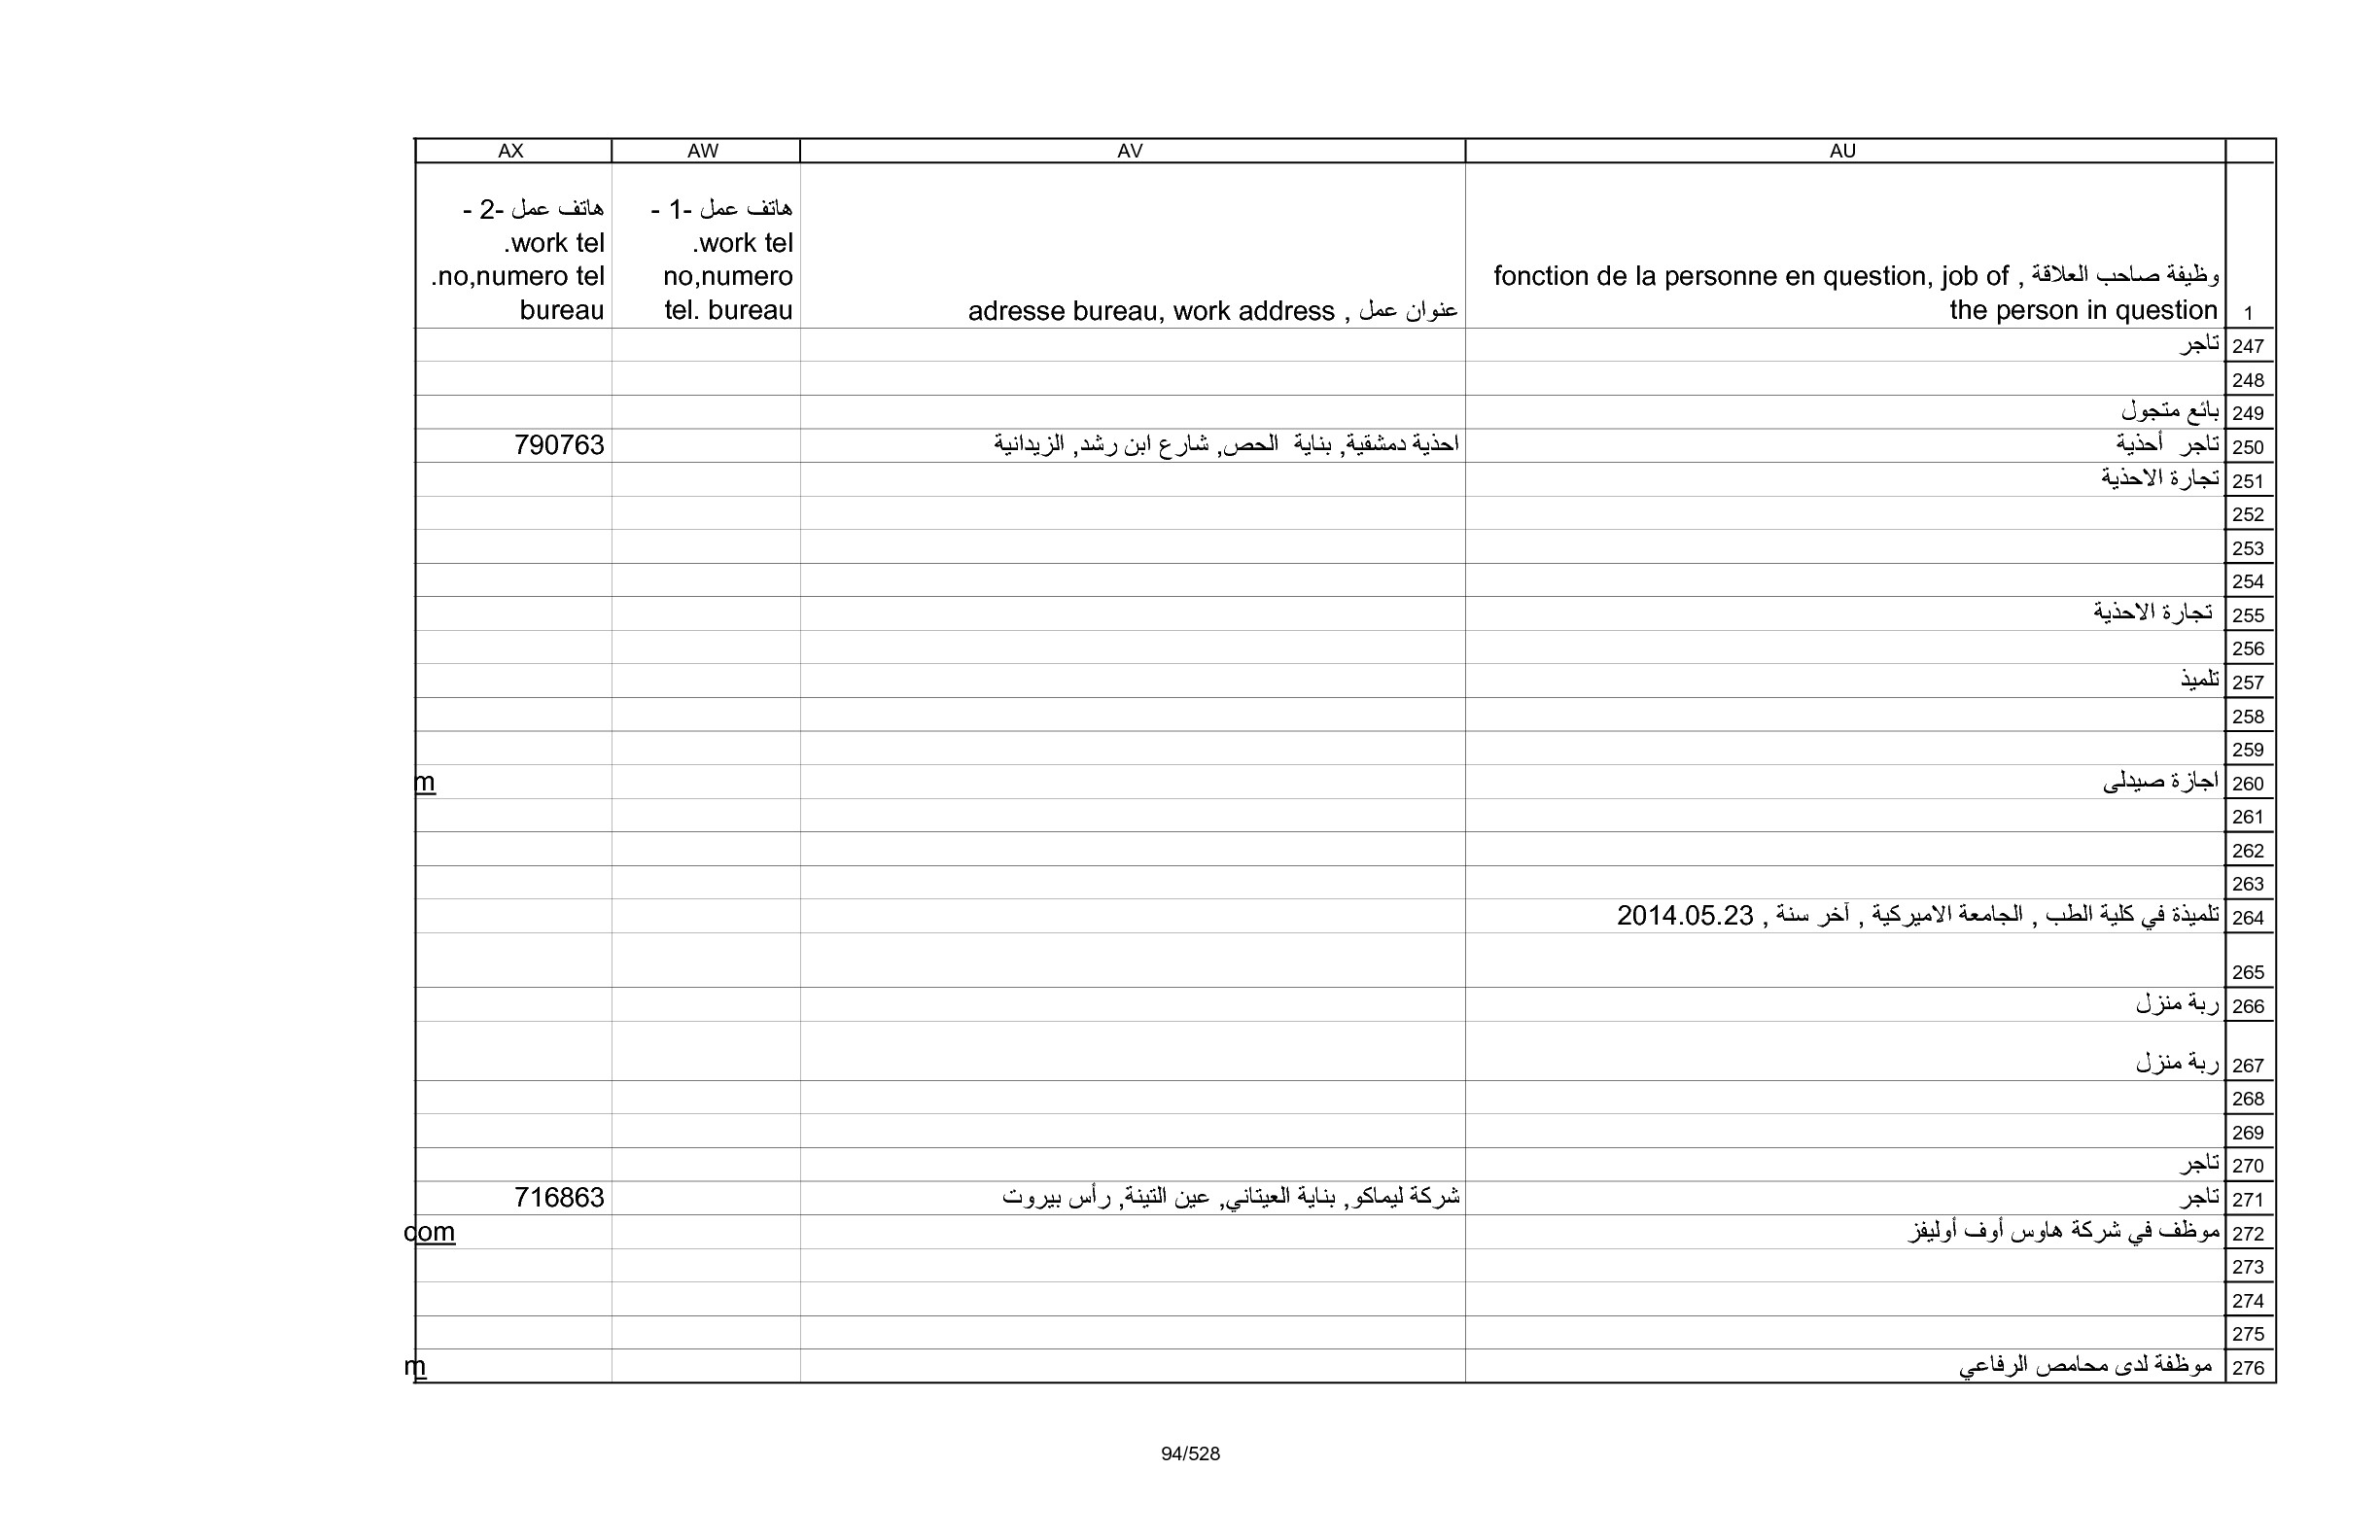 AU AV AW AX
وظيفة صاحب العلاقة , fonction de la personne en question, job of
the person in question
عنوان عمل , adresse bureau, work address
هاتف عمل -1 -
work tel.
no,numero
tel. bureau
هاتف عمل -2 -
work tel.
no,numero tel.
bureau
1
247 تاجر
248
249 بائع متجول
250 تاجر أحذية احذية دمشقية, بناية الحص, شارع ابن رشد, الزيدانية 790763
251 تجارة الاحذية
252
253
254
255 تجارة الاحذية
256
257 تلميذ
258
259
260 اجازة صيدلى m
261
262
263
264 تلميذة في كلية الطب , الجامعة الاميركية , آخر سنة , 2014.05.23
265
266 ربة منزل
267 ربة منزل
268
269
270 تاجر
271 تاجر شركة ليماكو, بناية العيتاني, عين التينة, رأس بيروت 716863
272 موظف في شركة هاوس أوف أوليفز com
273
274
275
276 موظفة لدى محامص الرفاعي m
94/528